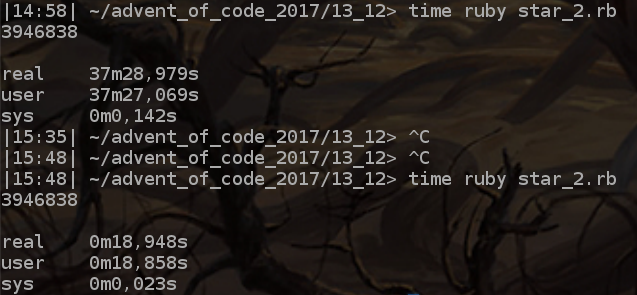 |14:58| ~/advent_of_code_2017/13_12> time ruby star_2.rb
3946838
real 37m28,979s
user 37m27,069s
sys 0m0,142s
|15:35| ~/advent_of_code_2017/13_12> ^C
|15:48| ~/advent_of_code_2017/13_12> ^C
|15:48| ~/advent_of_code_2017/13_12> time ruby star_2.rb
3946838
real 0m18,948s
user 0m18,858s
sys 0m0,023s